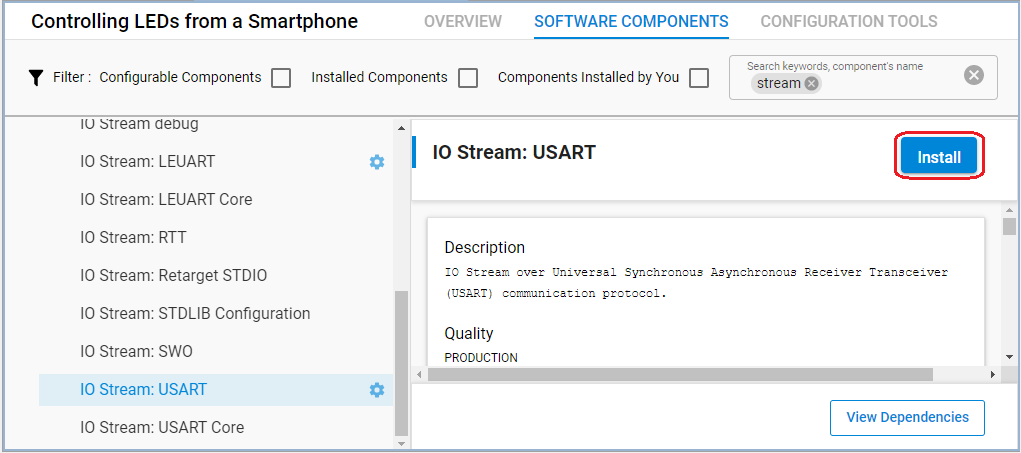 Controlling LEDs from a Smartphone OVERVIEW SOFTWARE COMPONENTS CONFIGURATION TOOLS
Filter : Configurable Components Installed Components Components Installed by You
Search keywords, component's name
stream
IO Stream debug
IO Stream: LEUART
IO Stream: LEUART Core
IO Stream: RTT
IO Stream: Retarget STDIO
IO Stream: STDLIB Configuration
IO Stream: SWO
IO Stream: USART
IO Stream: USART Core
IO Stream: USART
Install
Description
IO Stream over Universal Synchronous Asynchronous Receiver Transceiver
(USART) communication protocol.
Quality
PRODUCTION
View Dependencies